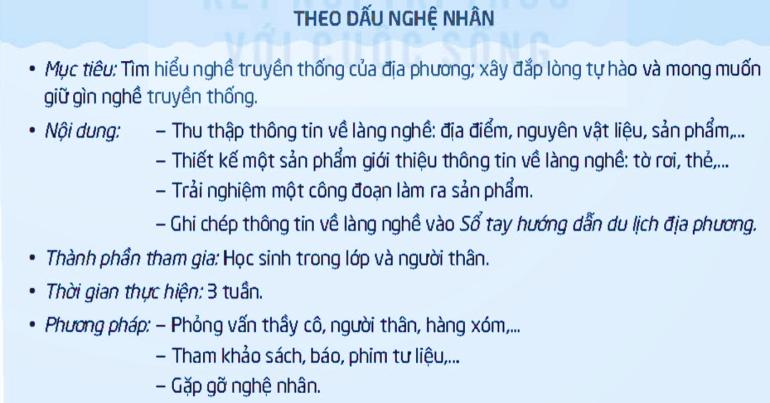 THEO DẤU NGHỆ NHÂN
• Mục tiêu: Tìm hiểu nghề truyền thống của địa phương; xây đắp lòng tự hào và mong muốn
giữ gìn nghề truyền thống.
• Nội dung: – Thu thập thông tin về làng nghề: địa điểm, nguyên vật liệu, sản phẩm,...
– Thiết kế một sản phẩm giới thiệu thông tin về làng nghề: tờ rơi, thẻ,...
– Trải nghiệm một công đoạn làm ra sản phẩm.
– Ghi chép thông tin về làng nghề vào Sổ tay hướng dẫn du lịch địa phương.
• Thành phần tham gia: Học sinh trong lớp và người thân.
• Thời gian thực hiện: 3 tuần.
• Phương pháp: – Phỏng vấn thầy cô, người thân, hàng xóm,...
– Tham khảo sách, báo, phim tư liệu,...
– Gặp gỡ nghệ nhân.